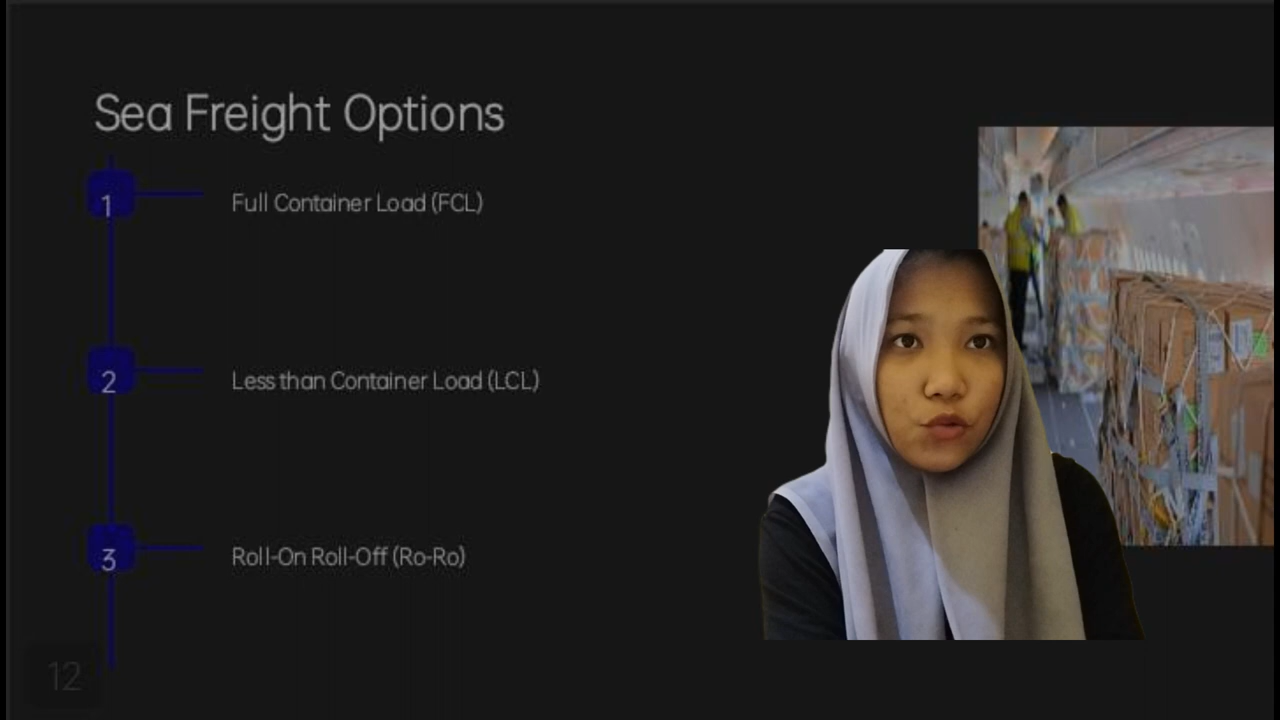 Sea Freight Options
1
Full Container Load (FCL)
2
Less than Container Load (LCL)
3
Roll-On Roll-Off (Ro-Ro)
12